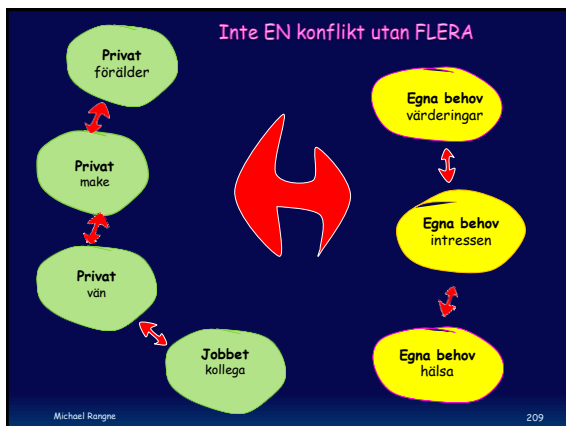 Inte EN konflikt utan FLERA
Privat
förälder
Privat
make
Privat
vän
Jobbet
kollega
Egna behov
värderingar
Egna behov
intressen
Egna behov
hälsa
Michael Rangne
209